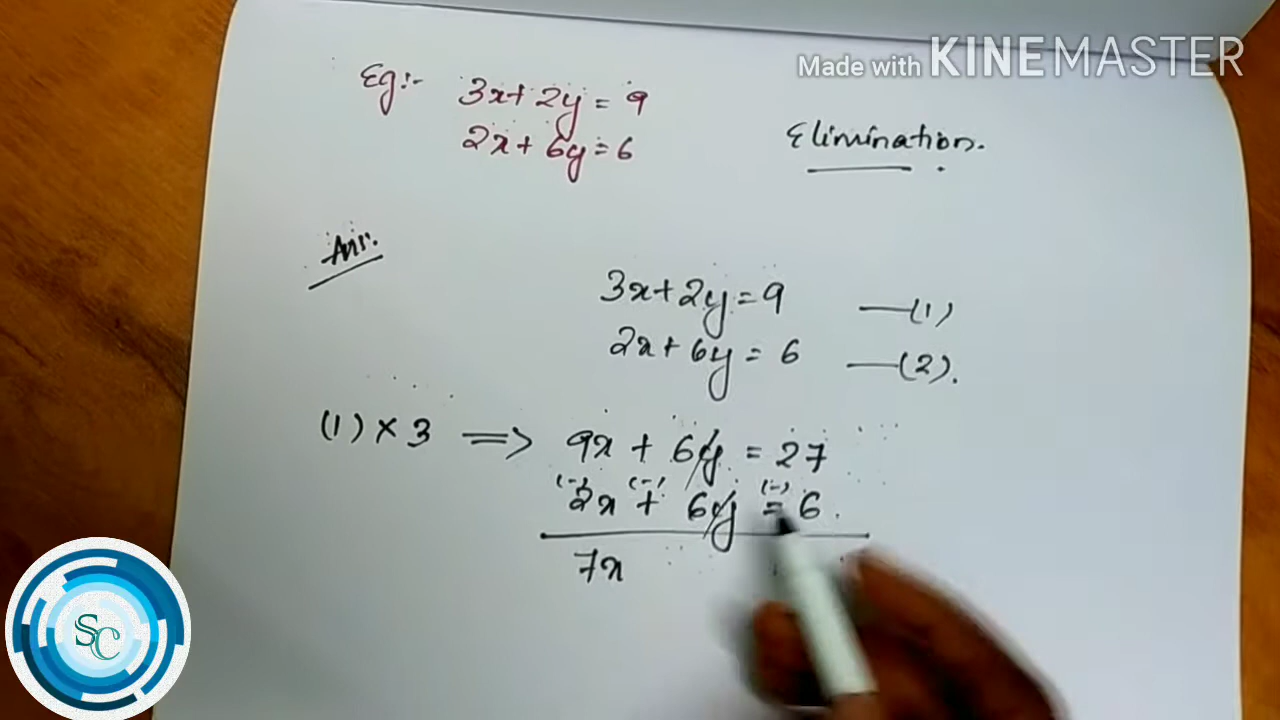 Made with KINEMASTER
Eg:- 3x + 2y = 9
2x + 6y = 6
Elimination.
Ans.
3x + 2y = 9 —(1)
2x + 6y = 6 —(2).
(1) × 3 ⟹ 9x + 6y = 27
(-) (-) (-)
2x + 6y = 6.
7x
SC